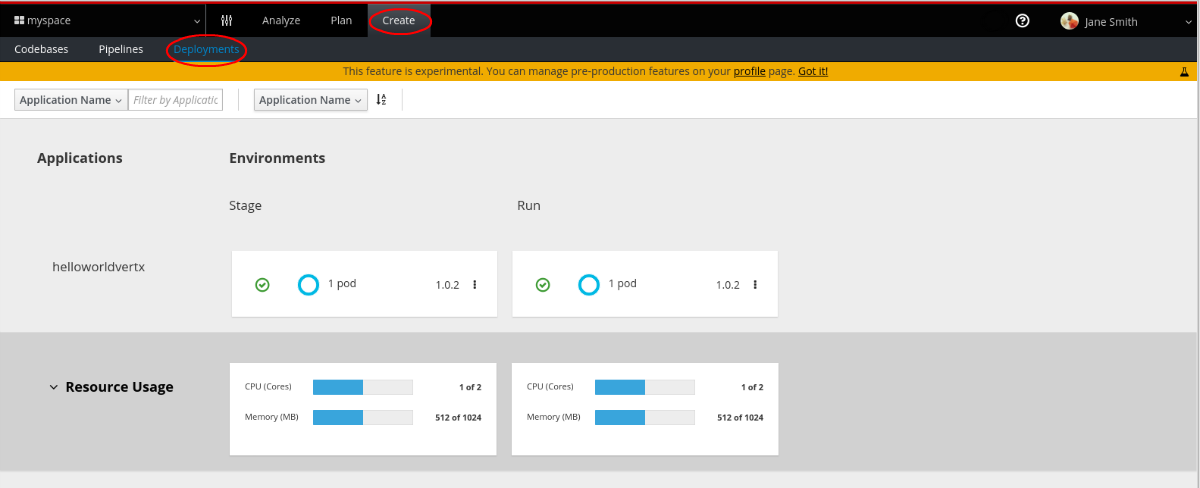 myspace Analyze Plan Create Jane Smith
Codebases Pipelines Deployments
This feature is experimental. You can manage pre-production features on your profile page. Got it!
Application Name Filter by Applicatic Application Name
Applications Environments
Stage Run
helloworldvertx 1 pod 1.0.2 1 pod 1.0.2
Resource Usage
CPU (Cores) 1 of 2 CPU (Cores) 1 of 2
Memory (MB) 512 of 1024 Memory (MB) 512 of 1024